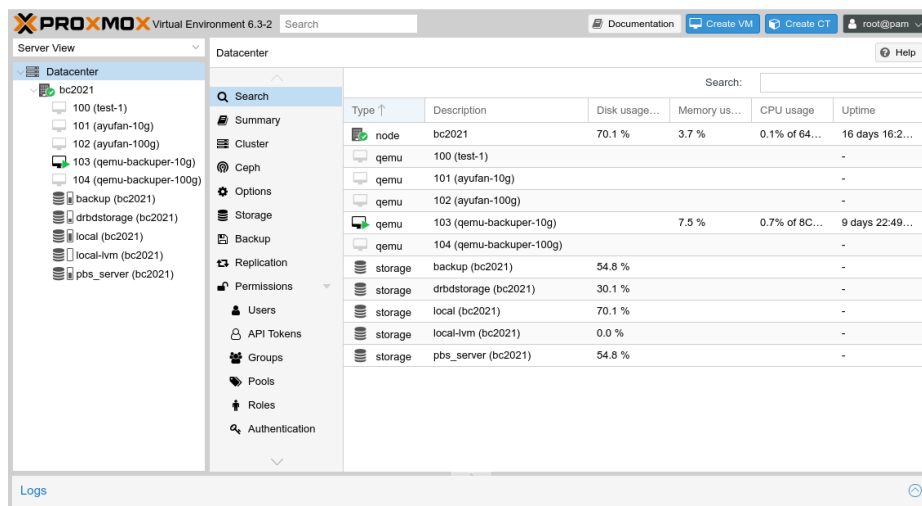 PROXMOX Virtual Environment 6.3-2 Search Documentation Create VM Create CT root@pam
Server View
Datacenter
bc2021
100 (test-1)
101 (ayufan-10g)
102 (ayufan-100g)
103 (qemu-backuper-10g)
104 (qemu-backuper-100g)
backup (bc2021)
drbdstorage (bc2021)
local (bc2021)
local-lvm (bc2021)
pbs_server (bc2021)
Datacenter Help
Search
Summary
Cluster
Ceph
Options
Storage
Backup
Replication
Permissions
Users
API Tokens
Groups
Pools
Roles
Authentication
Search:
Type Description Disk usage... Memory us... CPU usage Uptime
node bc2021 70.1 % 3.7 % 0.1% of 64... 16 days 16:2...
qemu 100 (test-1) -
qemu 101 (ayufan-10g) -
qemu 102 (ayufan-100g) -
qemu 103 (qemu-backuper-10g) 7.5 % 0.7% of 8C... 9 days 22:49...
qemu 104 (qemu-backuper-100g) -
storage backup (bc2021) 54.8 % -
storage drbdstorage (bc2021) 30.1 % -
storage local (bc2021) 70.1 % -
storage local-lvm (bc2021) 0.0 % -
storage pbs_server (bc2021) 54.8 % -
Logs